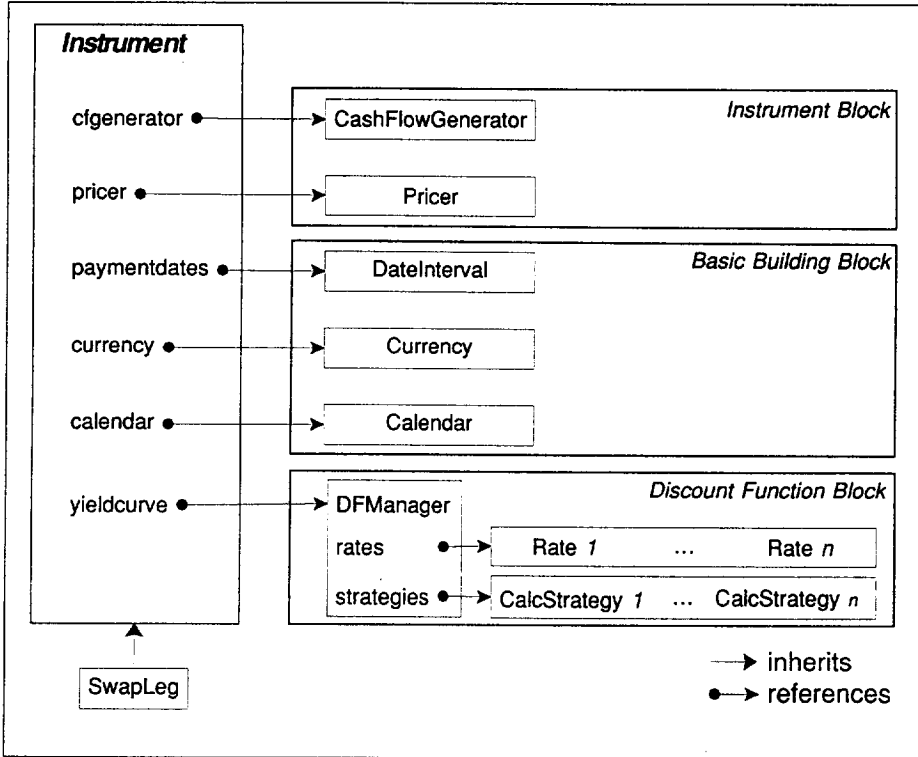 Instrument
cfgenerator
CashFlowGenerator
Instrument Block
pricer
Pricer
paymentdates
DateInterval
Basic Building Block
currency
Currency
calendar
Calendar
yieldcurve
DFManager
Discount Function Block
rates
Rate 1 ... Rate n
strategies
CalcStrategy 1 ... CalcStrategy n
SwapLeg
inherits
references